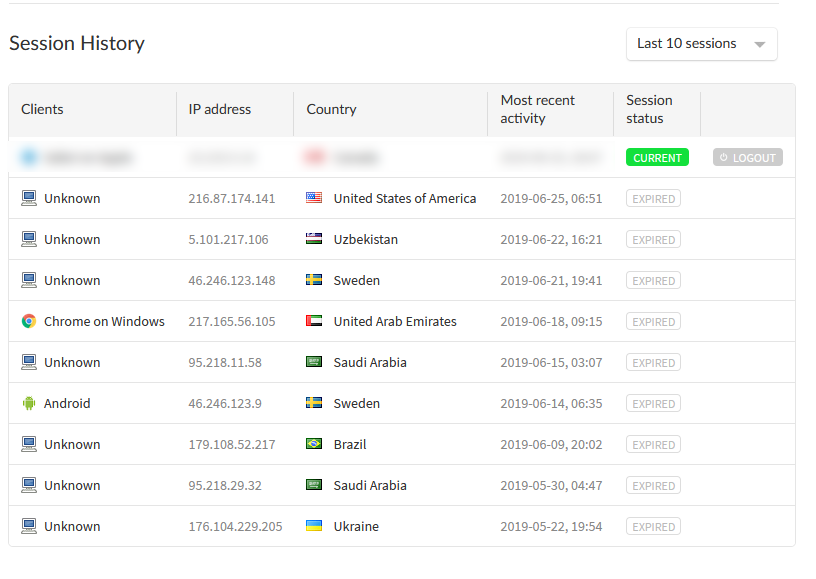 Session History
Last 10 sessions
Clients IP address Country Most recent activity Session status
CURRENT LOGOUT
Unknown 216.87.174.141 United States of America 2019-06-25, 06:51 EXPIRED
Unknown 5.101.217.106 Uzbekistan 2019-06-22, 16:21 EXPIRED
Unknown 46.246.123.148 Sweden 2019-06-21, 19:41 EXPIRED
Chrome on Windows 217.165.56.105 United Arab Emirates 2019-06-18, 09:15 EXPIRED
Unknown 95.218.11.58 Saudi Arabia 2019-06-15, 03:07 EXPIRED
Android 46.246.123.9 Sweden 2019-06-14, 06:35 EXPIRED
Unknown 179.108.52.217 Brazil 2019-06-09, 20:02 EXPIRED
Unknown 95.218.29.32 Saudi Arabia 2019-05-30, 04:47 EXPIRED
Unknown 176.104.229.205 Ukraine 2019-05-22, 19:54 EXPIRED